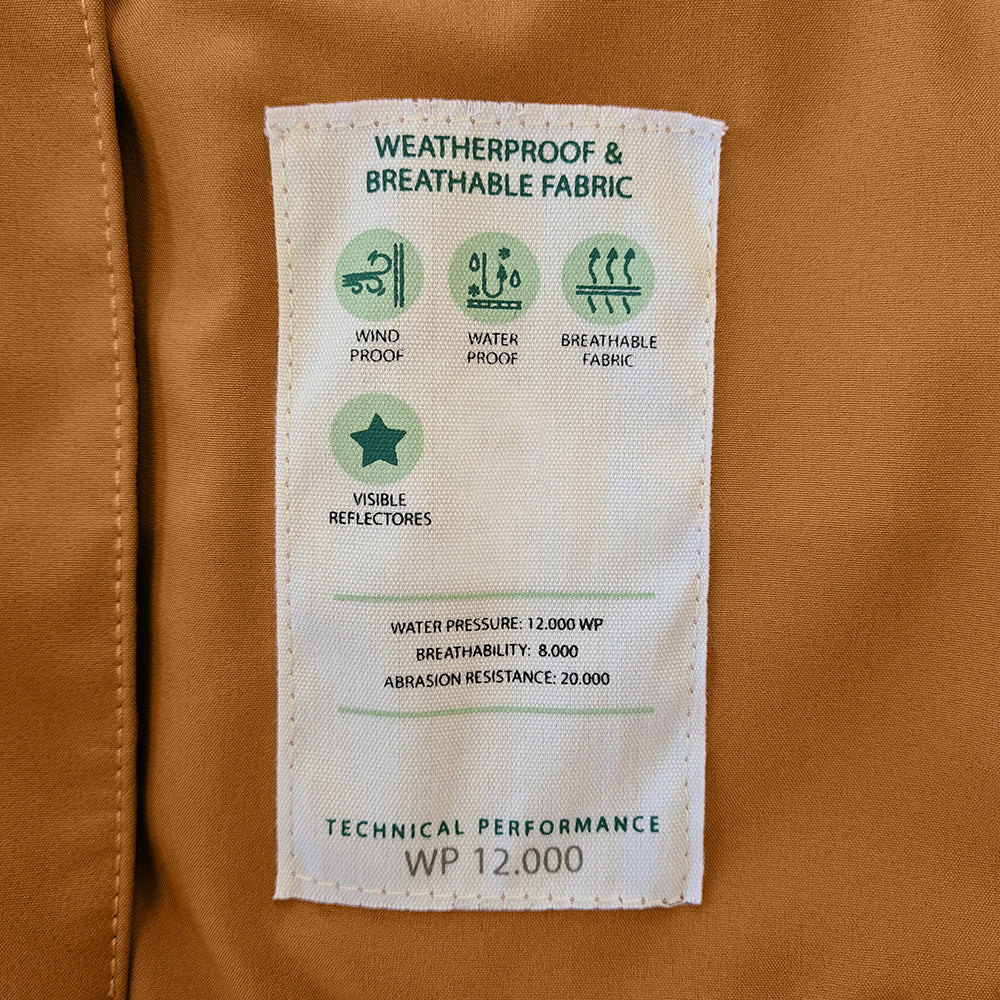 WEATHERPROOF &
BREATHABLE FABRIC
WIND
PROOF
WATER
PROOF
BREATHABLE
FABRIC
VISIBLE
REFLECTORES
WATER PRESSURE: 12.000 WP
BREATHABILITY: 8.000
ABRASION RESISTANCE: 20.000
TECHNICAL PERFORMANCE
WP 12.000